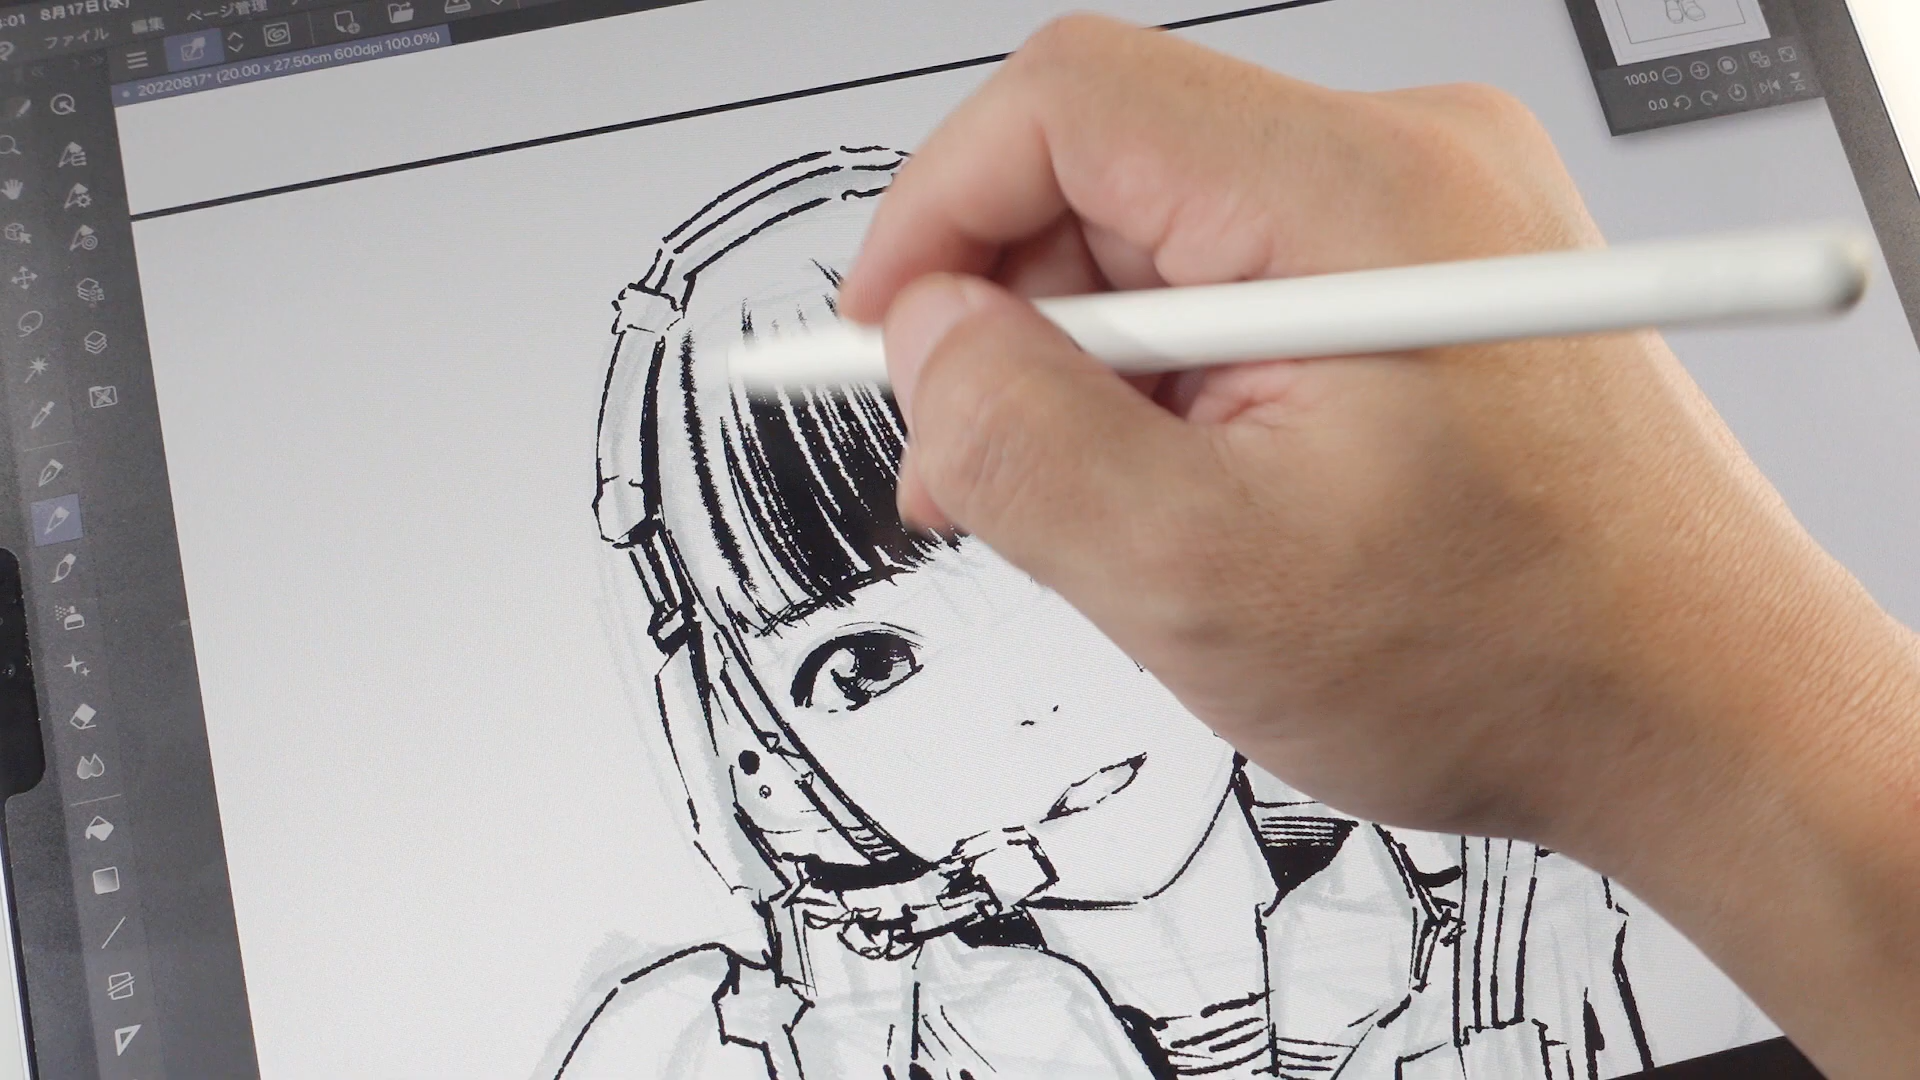 :01 8月17日(水)
ファイル 編集 ページ管理
20220817* (20.00 x 27.50cm 600dpi 100.0%)
100.0
0.0